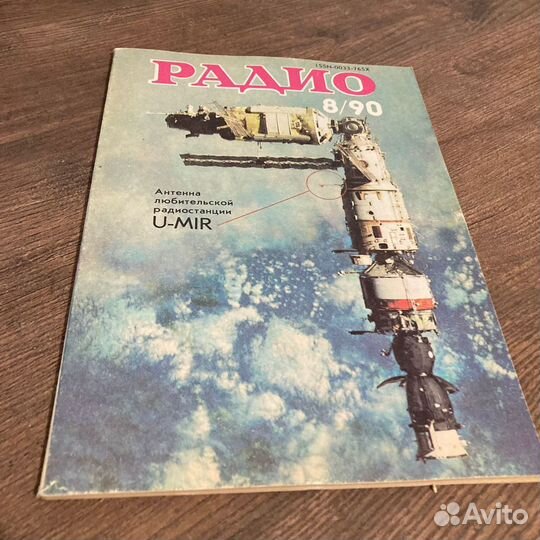 ISSN-0033-765X
РАДИО
8/90
Антенна
любительской
радиостанции
U-MIR
Avito